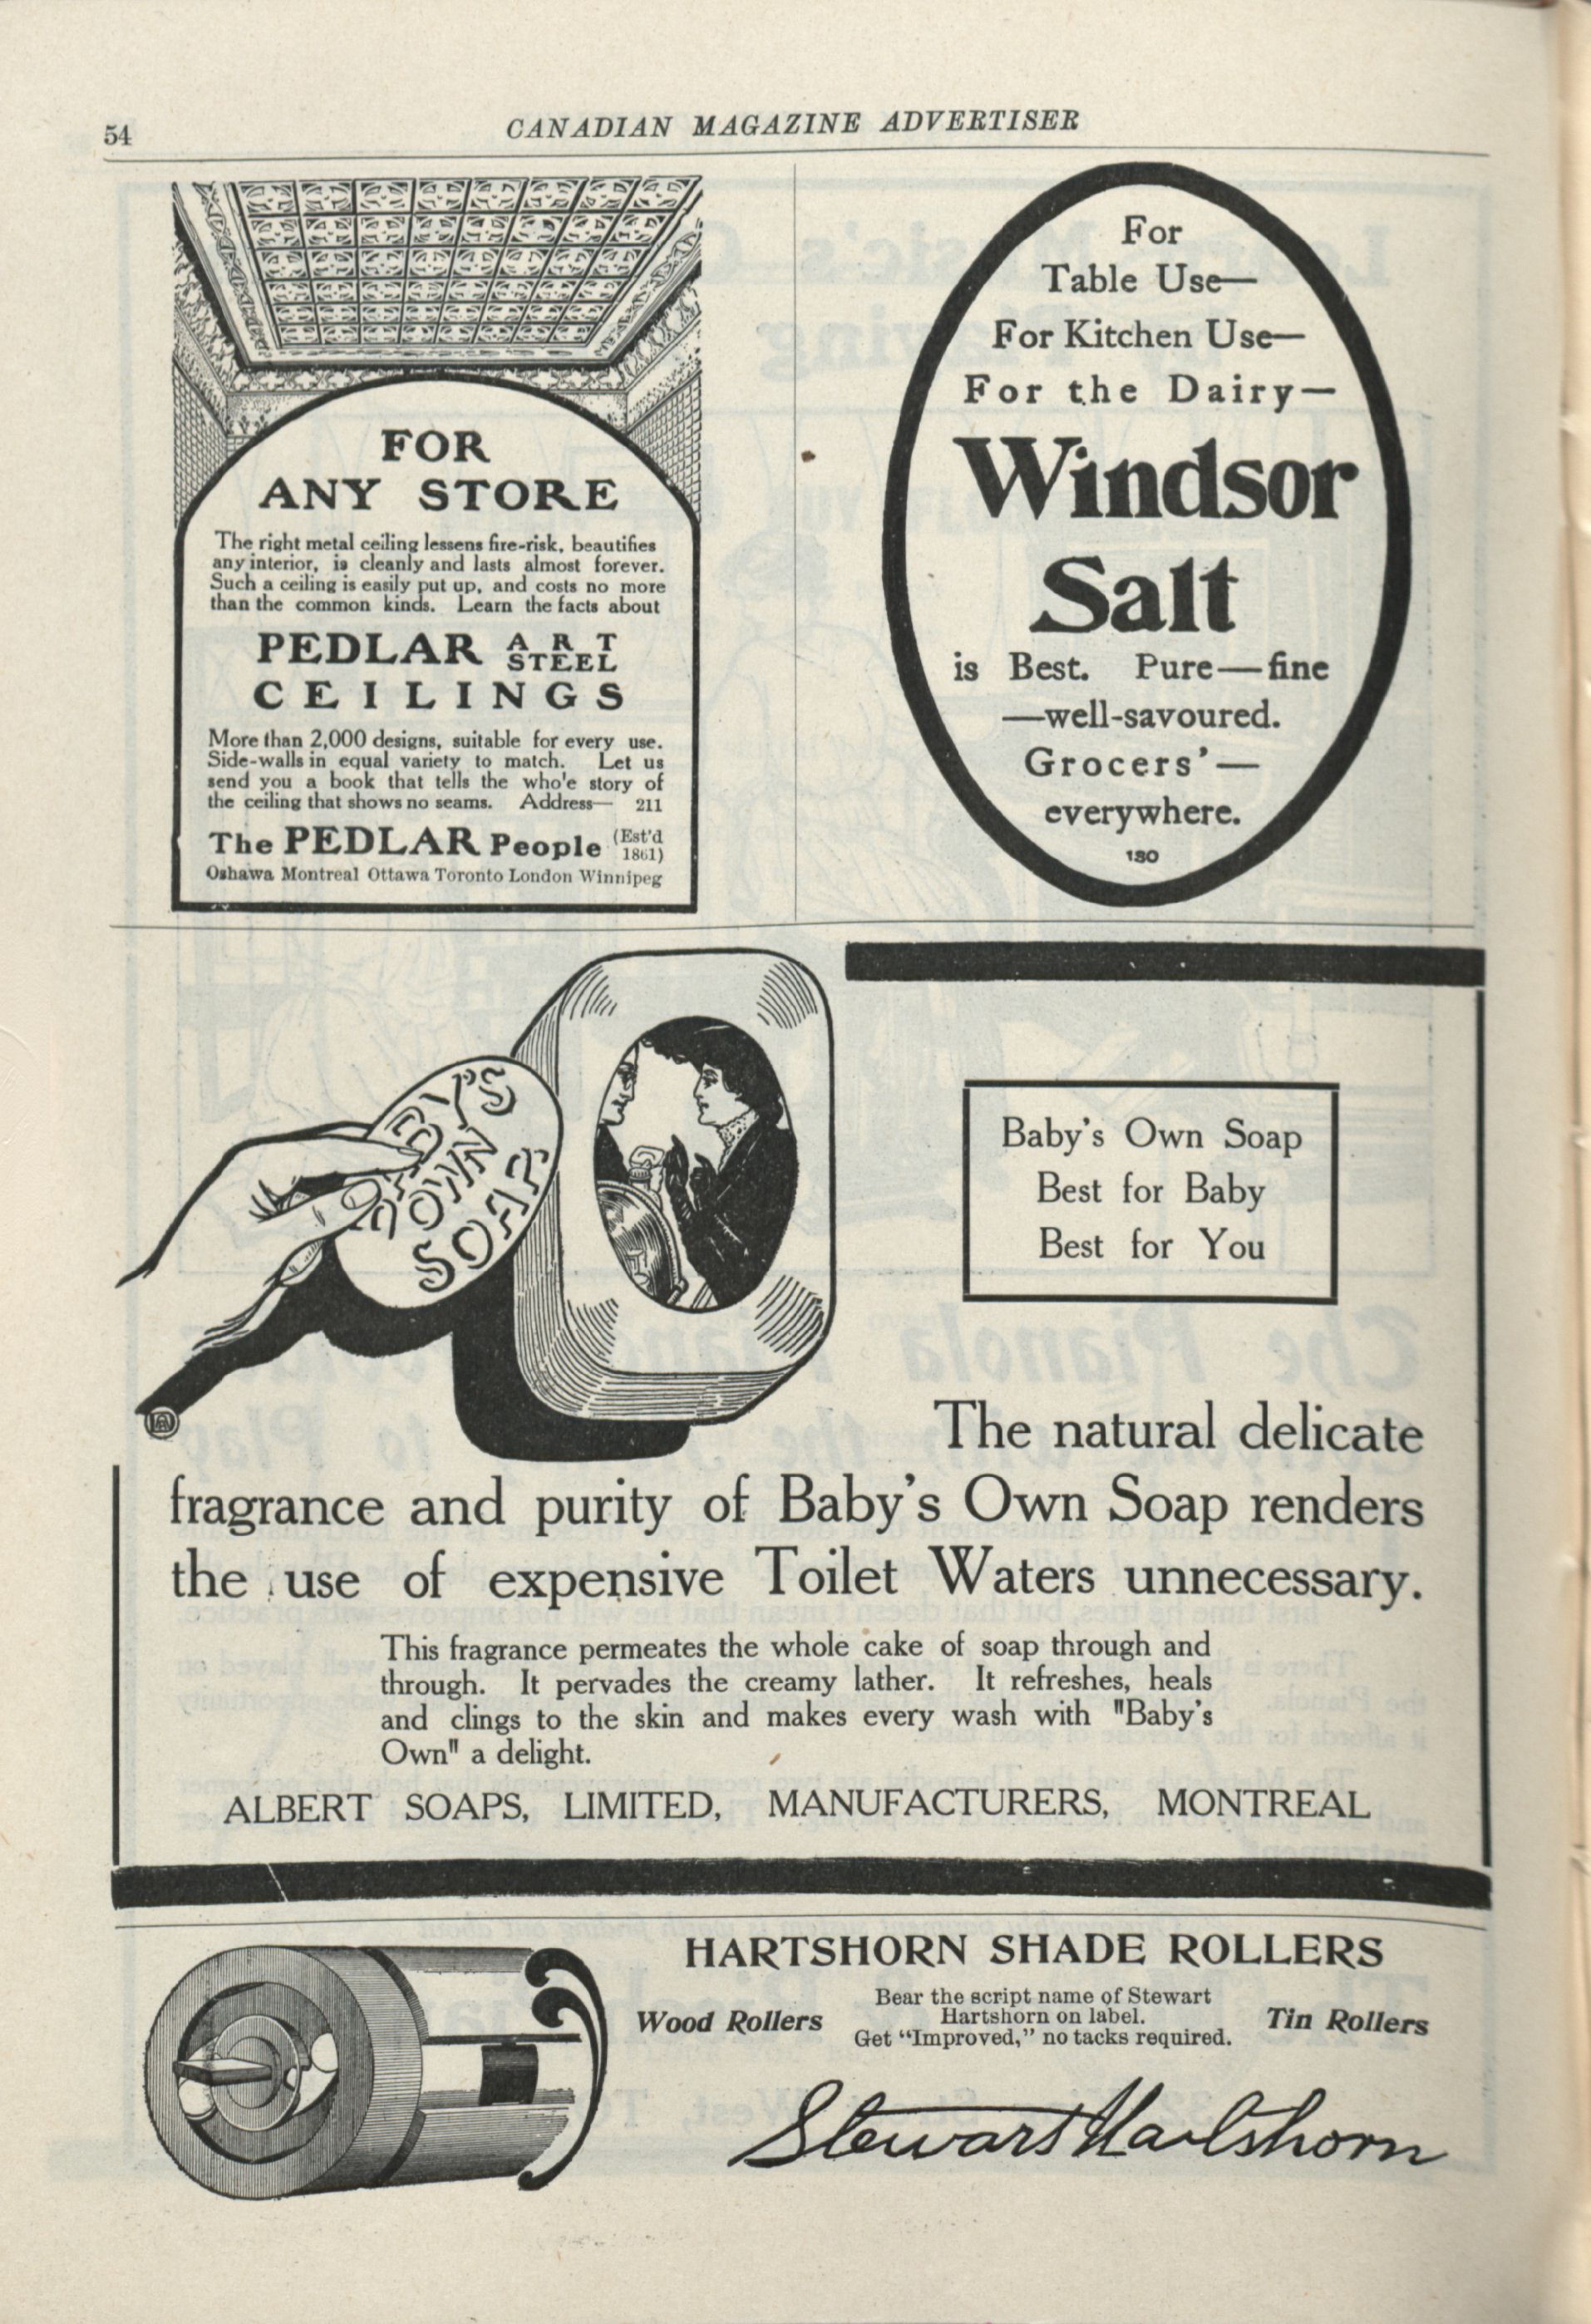 54
CANADIAN MAGAZINE ADVERTISER
FOR
ANY STORE
The right metal ceiling lessens fire-risk, beautifies
any interior, is cleanly and lasts almost forever.
Such a ceiling is easily put up, and costs no more
than the common kinds. Learn the facts about
PEDLAR ART STEEL
CEILINGS
More than 2,000 designs, suitable for every use.
Side-walls in equal variety to match. Let us
send you a book that tells the who'e story of
the ceiling that shows no seams. Address— 211
The PEDLAR People (Est'd 1861)
Oshawa Montreal Ottawa Toronto London Winnipeg
For
Table Use—
For Kitchen Use—
For the Dairy—
Windsor
Salt
is Best. Pure—fine
—well-savoured.
Grocers'—
everywhere.
180
BABY'S
OWN
SOAP
Baby's Own Soap
Best for Baby
Best for You
The natural delicate
fragrance and purity of Baby's Own Soap renders
the use of expensive Toilet Waters unnecessary.
This fragrance permeates the whole cake of soap through and
through. It pervades the creamy lather. It refreshes, heals
and clings to the skin and makes every wash with "Baby's
Own" a delight.
ALBERT SOAPS, LIMITED, MANUFACTURERS, MONTREAL
HARTSHORN SHADE ROLLERS
Wood Rollers
Bear the script name of Stewart
Hartshorn on label.
Get "Improved," no tacks required.
Tin Rollers
Stewart Hartshorn